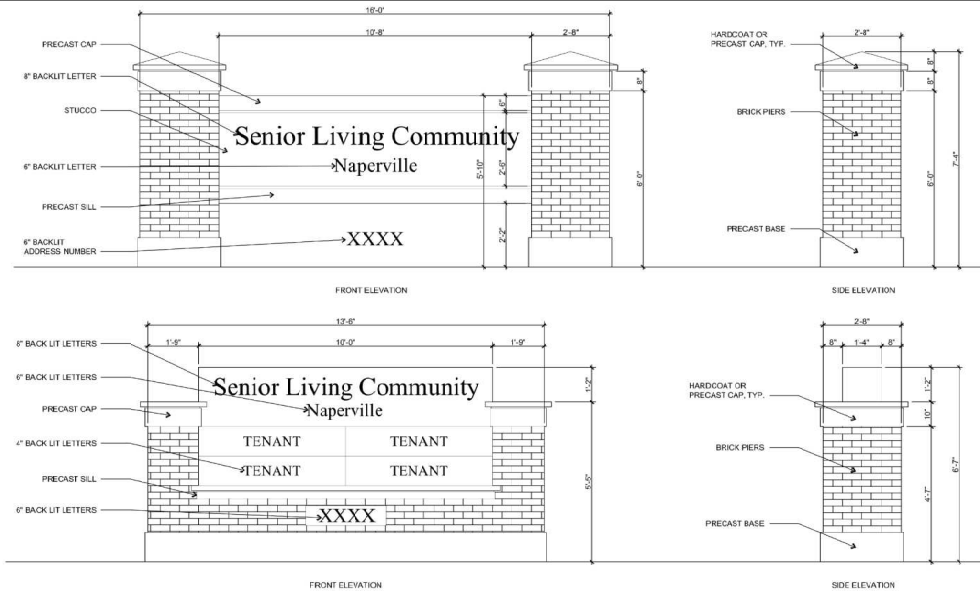 16'-0"
10'-8"
2'-8"
PRECAST CAP
8" BACKLIT LETTER
STUCCO
6" BACKLIT LETTER
PRECAST SILL
6" BACKLIT
ADDRESS NUMBER
Senior Living Community
Naperville
XXXX
8"
6"
2'-6"
5'-10"
6'-0"
2'-2"
FRONT ELEVATION
HARDCOAT OR
PRECAST CAP, TYP.
BRICK PIERS
PRECAST BASE
2'-8"
8"
8"
7'-4"
6'-0"
SIDE ELEVATION
13'-6"
1'-9"
10'-0"
1'-9"
8" BACK LIT LETTERS
6" BACK LIT LETTERS
PRECAST CAP
4" BACK LIT LETTERS
PRECAST SILL
6" BACK LIT LETTERS
Senior Living Community
Naperville
TENANT TENANT
TENANT TENANT
XXXX
1'-2"
FRONT ELEVATION
2'-8"
8" 1'-4" 8"
HARDCOAT OR
PRECAST CAP, TYP.
BRICK PIERS
PRECAST BASE
1'-2"
10"
4'-7"
6'-7"
SIDE ELEVATION